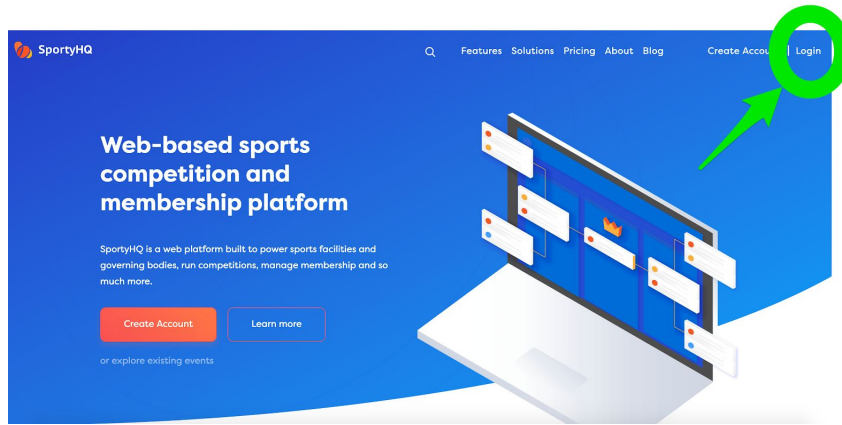 SportyHQ
Features Solutions Pricing About Blog
Create Accou
Login
Web-based sports
competition and
membership platform
SportyHQ is a web platform built to power sports facilities and
governing bodies, run competitions, manage membership and so
much more.
Create Account
Learn more
or explore existing events